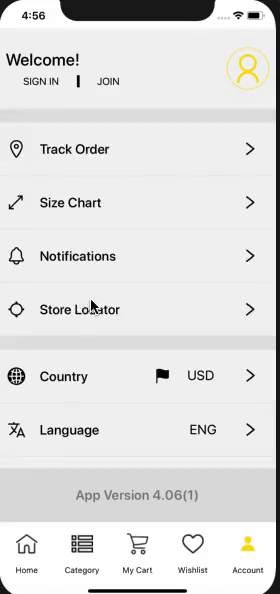 4:56
Welcome!
SIGN IN | JOIN
Track Order
Size Chart
Notifications
Store Locator
Country USD
Language ENG
App Version 4.06(1)
Home Category My Cart Wishlist Account